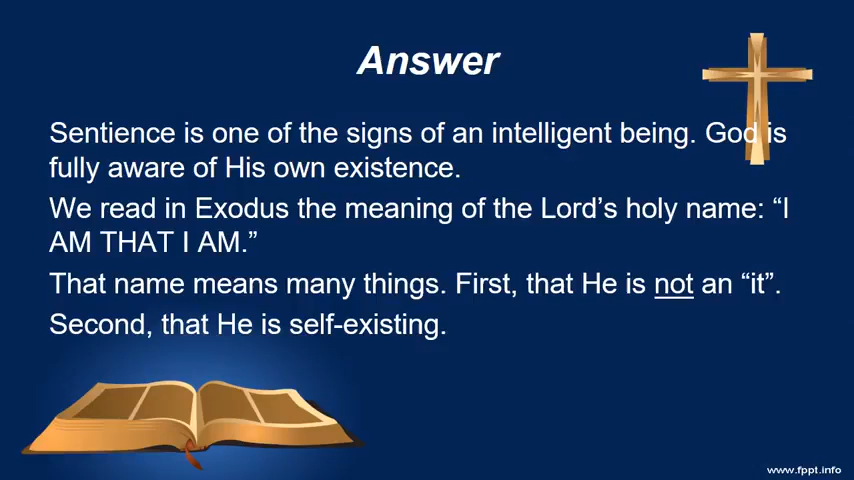 Answer
Sentience is one of the signs of an intelligent being. God is
fully aware of His own existence.
We read in Exodus the meaning of the Lord’s holy name: “I
AM THAT I AM.”
That name means many things. First, that He is not an “it”.
Second, that He is self-existing.
www.fppt.info